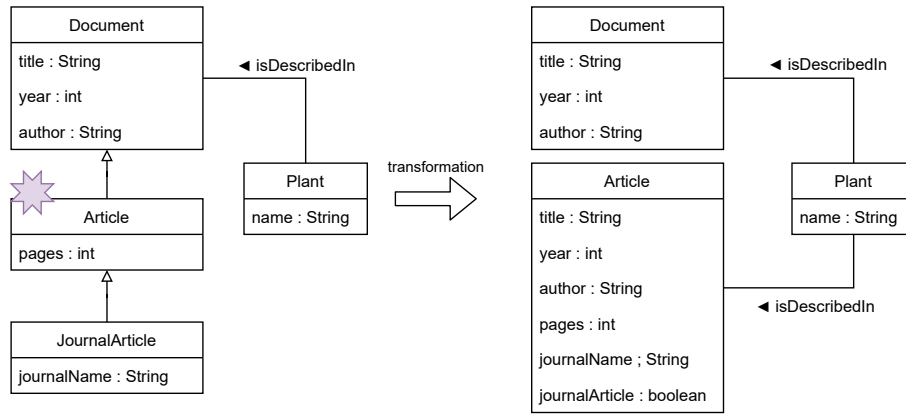 Document
title : String
year : int
author : String
◄ isDescribedIn
Plant
name : String
Article
pages : int
JournalArticle
journalName : String
transformation
Document
title : String
year : int
author : String
◄ isDescribedIn
Plant
name : String
Article
title : String
year : int
author : String
pages : int
journalName ; String
journalArticle : boolean
◄ isDescribedIn